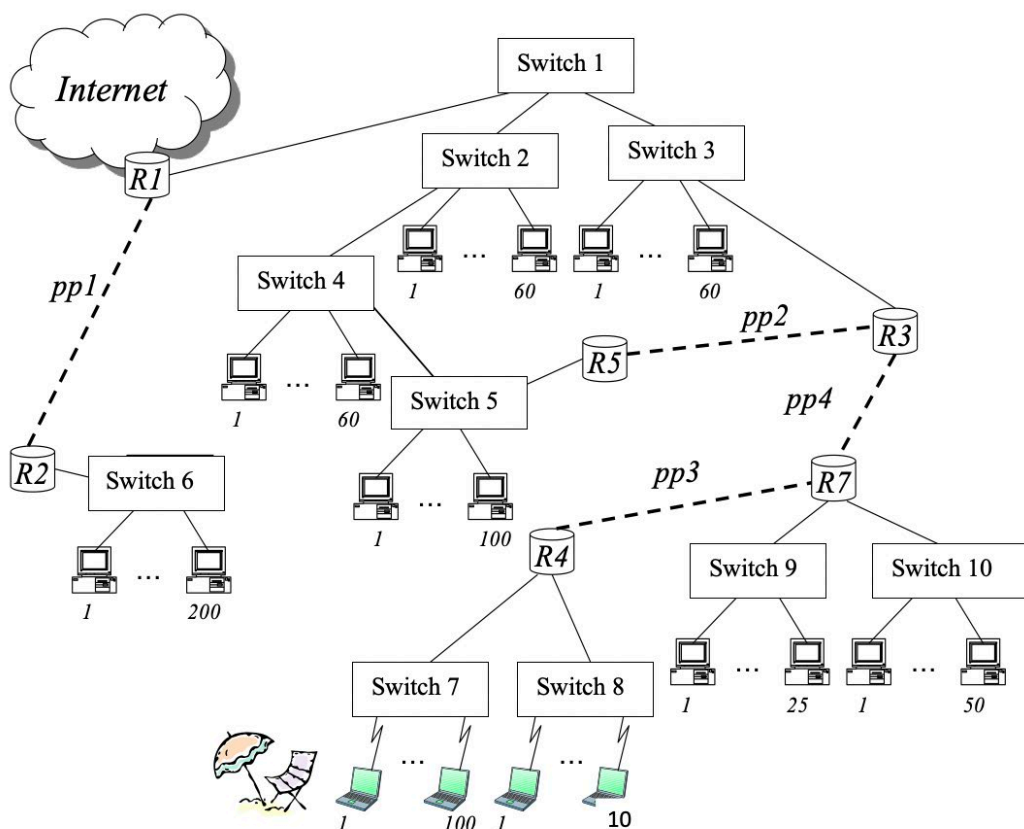 Internet
Switch 1
Switch 2
Switch 3
R1
1 ... 60
1 ... 60
Switch 4
pp1
pp2
R3
R5
1 ... 60
Switch 5
pp4
R2
Switch 6
1 ... 100
pp3
R7
R4
Switch 9
Switch 10
1 ... 200
Switch 7
Switch 8
1 ... 25
1 ... 50
1 ... 100
1 ... 10